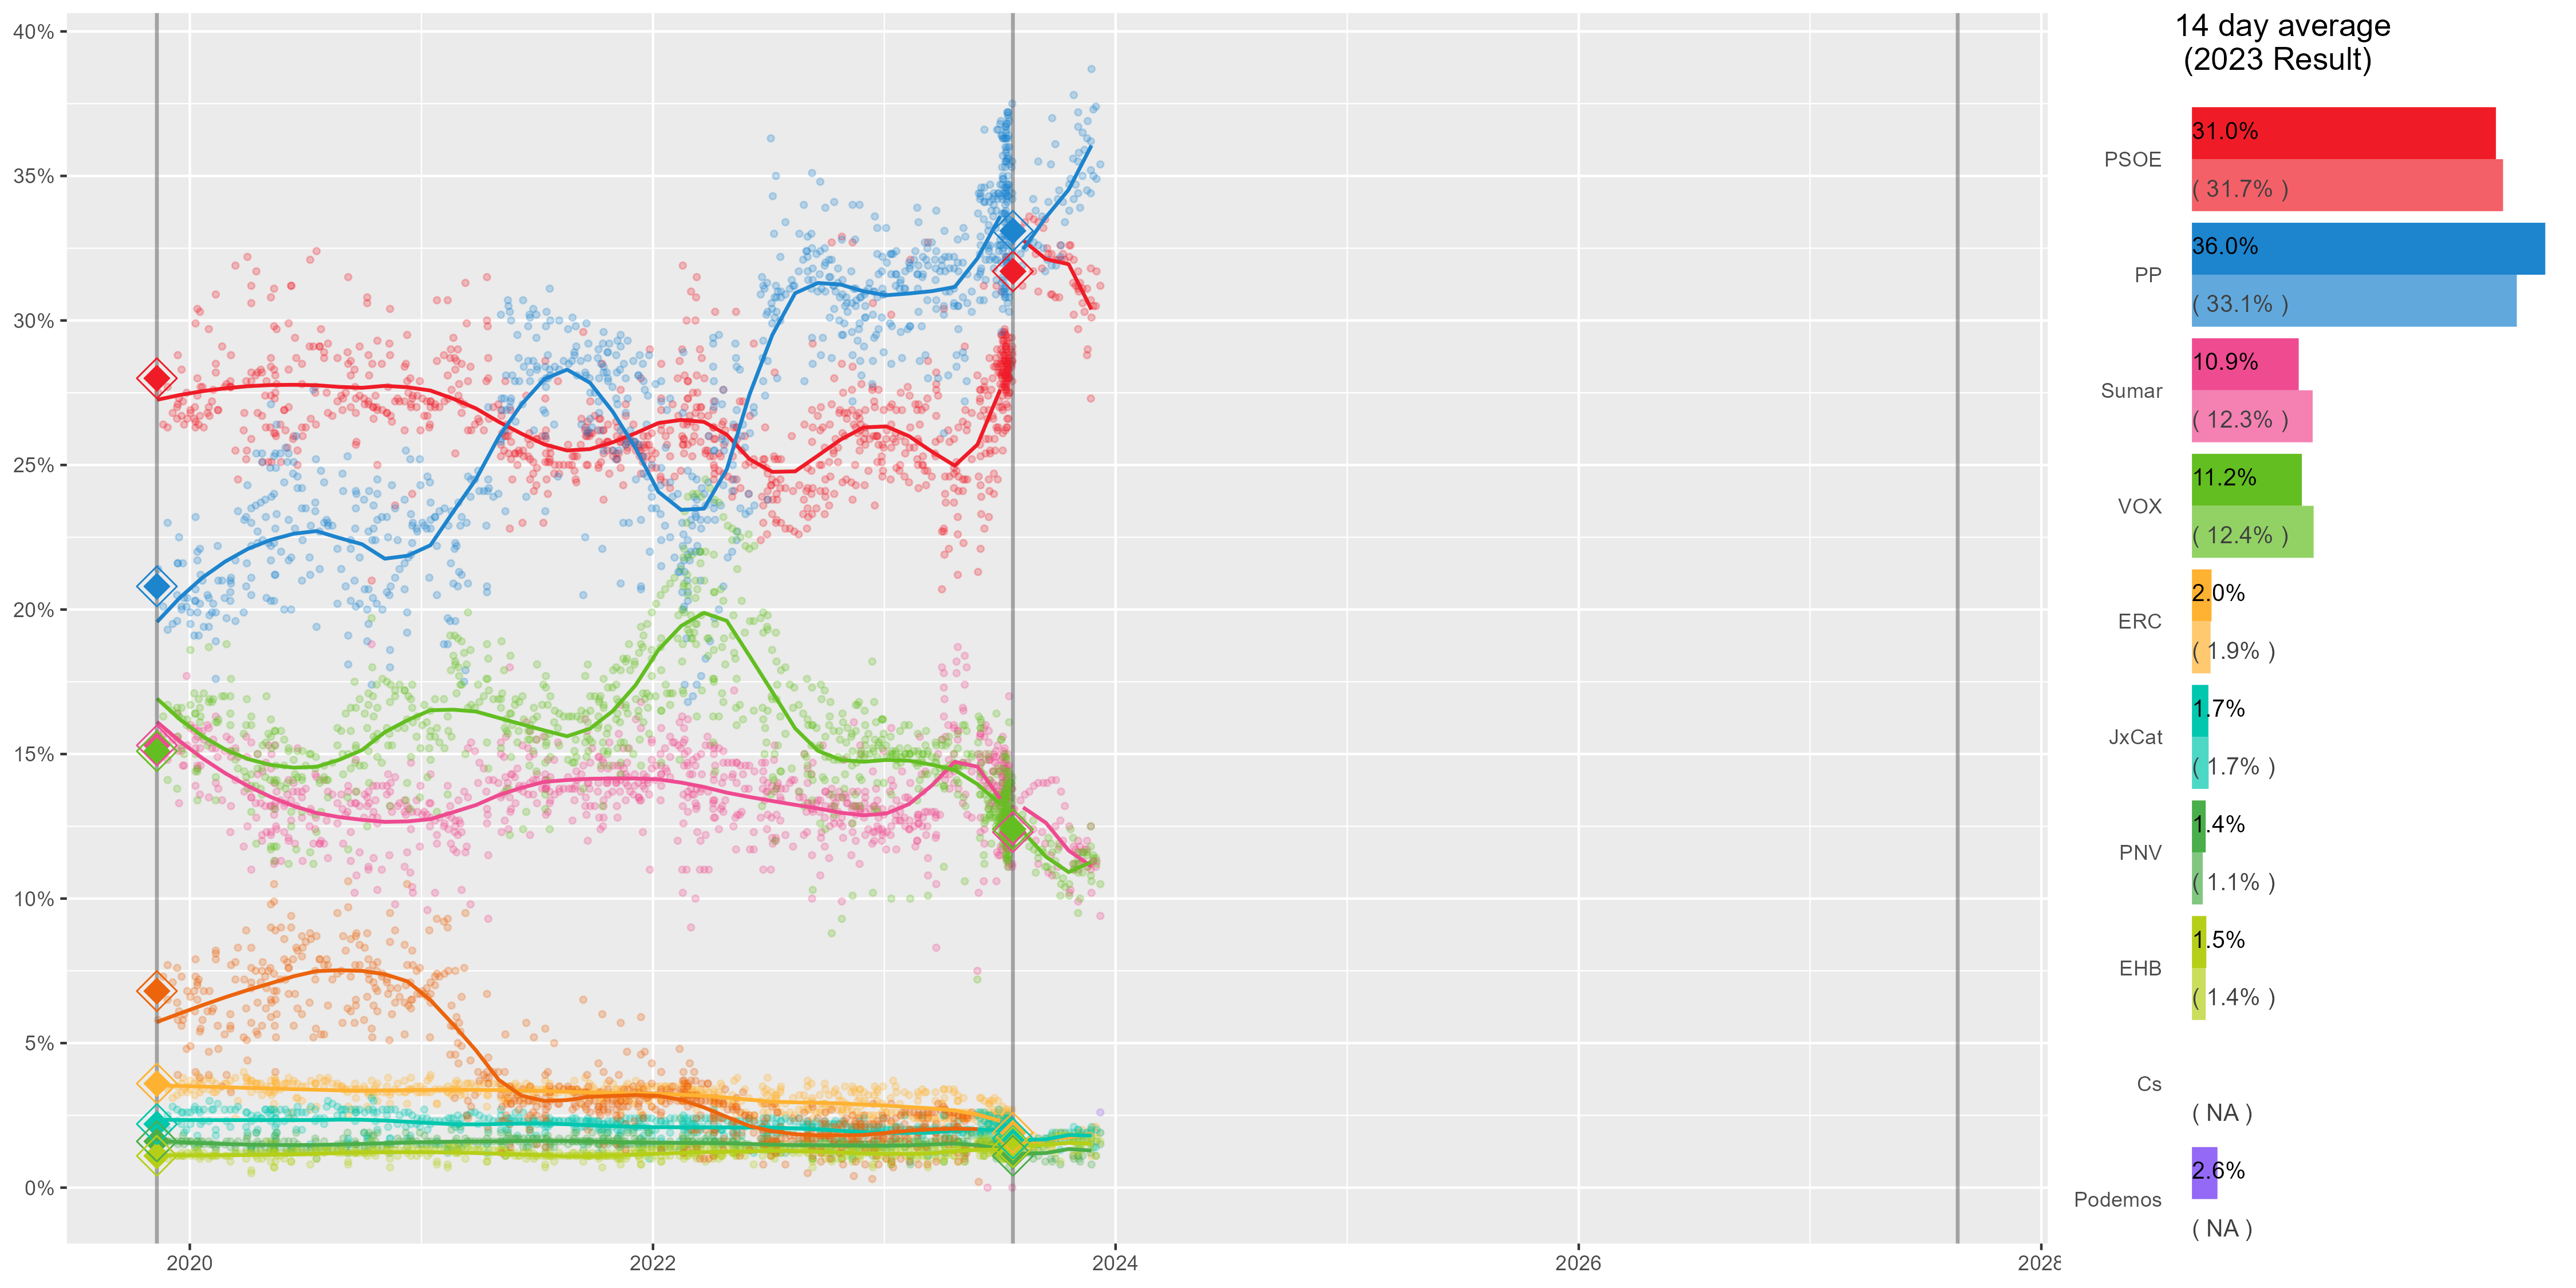 40%
35%
30%
25%
20%
15%
10%
5%
0%
2020
2022
2024
2026
2028
14 day average
(2023 Result)
PSOE
31.0%
( 31.7% )
PP
36.0%
( 33.1% )
Sumar
10.9%
( 12.3% )
VOX
11.2%
( 12.4% )
ERC
2.0%
( 1.9% )
JxCat
1.7%
( 1.7% )
PNV
1.4%
( 1.1% )
EHB
1.5%
( 1.4% )
Cs
( NA )
Podemos
2.6%
( NA )